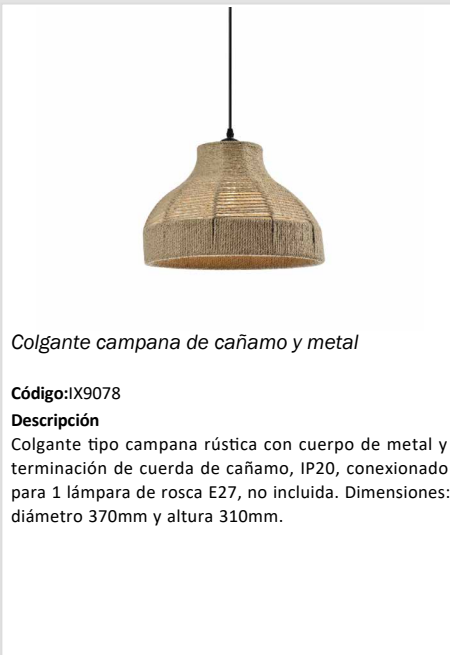 Colgante campana de cañamo y metal
Código:IX9078
Descripción
Colgante tipo campana rústica con cuerpo de metal y
terminación de cuerda de cañamo, IP20, conexionado
para 1 lámpara de rosca E27, no incluida. Dimensiones:
diámetro 370mm y altura 310mm.